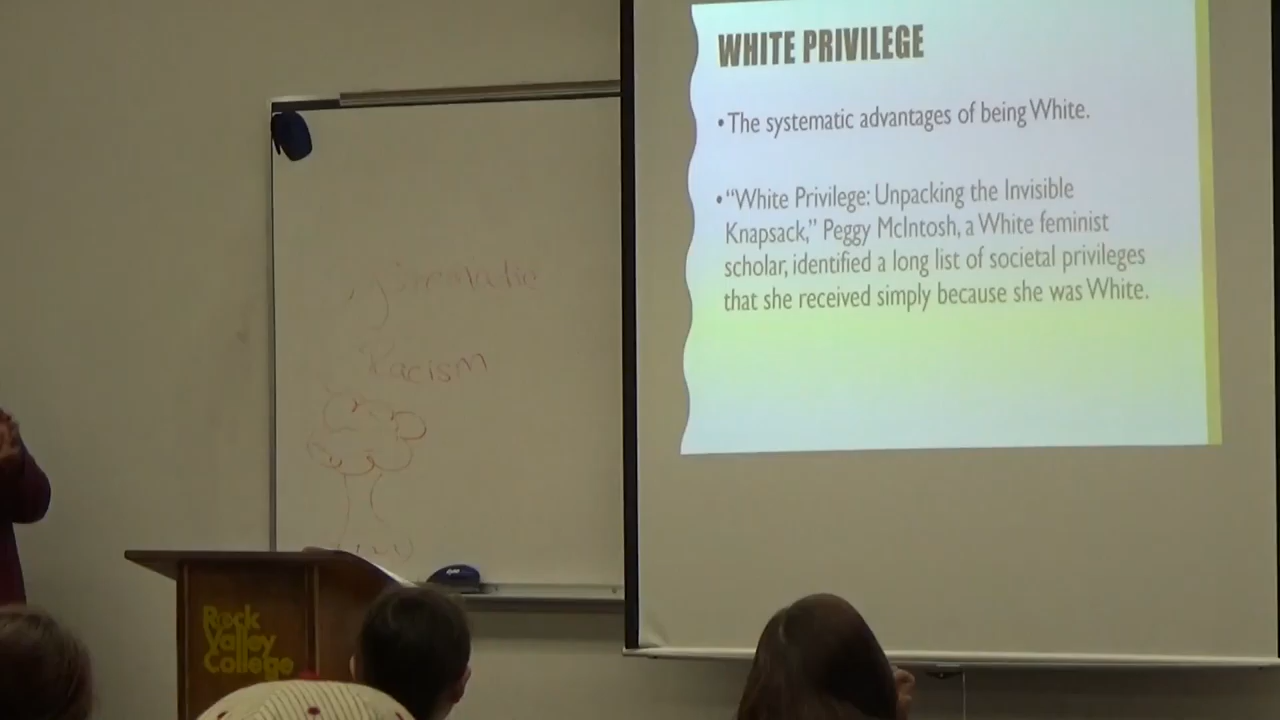 WHITE PRIVILEGE
•The systematic advantages of being White.
•“White Privilege: Unpacking the Invisible
Knapsack,” Peggy McIntosh, a White feminist
scholar, identified a long list of societal privileges
that she received simply because she was White.
Racism
Rock
Valley
College